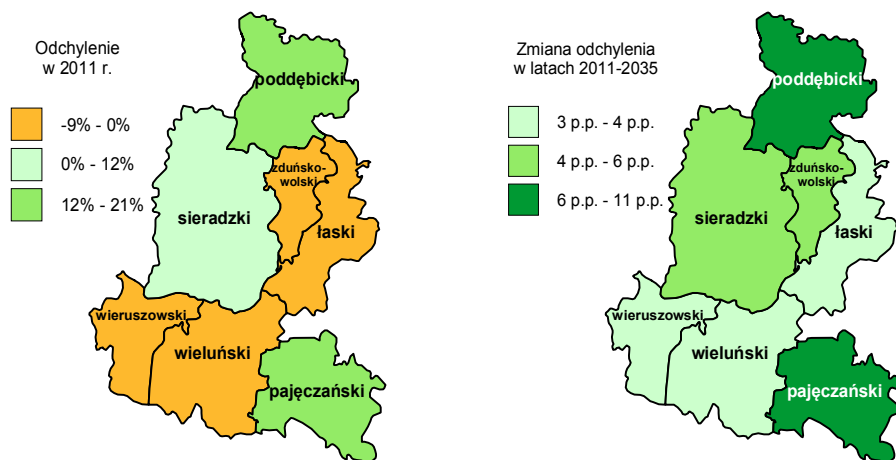 Odchylenie
w 2011 r.
-9% - 0%
0% - 12%
12% - 21%
poddębicki
zduńsko-
wolski
sieradzki
łaski
wieruszowski
wieluński
pajęczański
Zmiana odchylenia
w latach 2011-2035
3 p.p. - 4 p.p.
4 p.p. - 6 p.p.
6 p.p. - 11 p.p.
poddębicki
zduńsko-
wolski
sieradzki
łaski
wieruszowski
wieluński
pajęczański